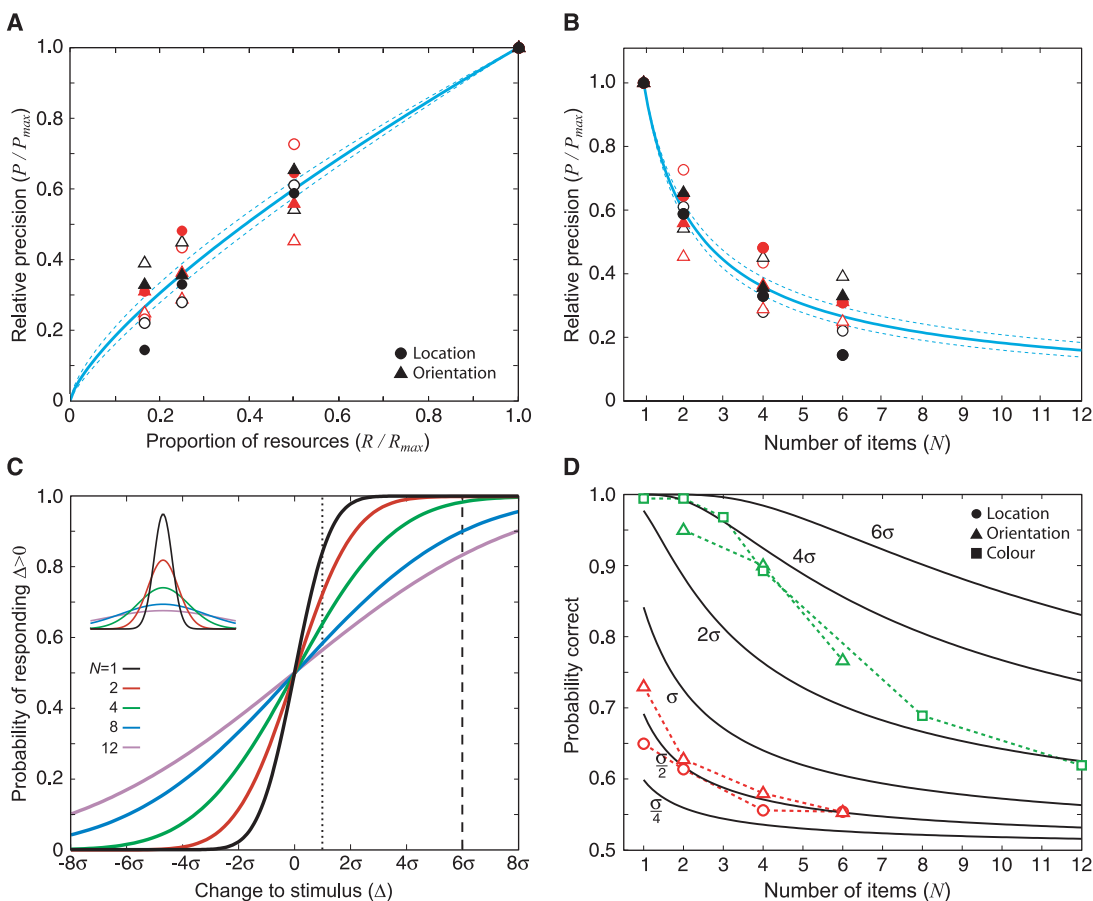 A
1.0
0.8
0.6
0.4
0.2
0
Relative precision (P / Pmax)
Location
Orientation
0
0.2
0.4
0.6
0.8
1.0
Proportion of resources (R / Rmax)
B
1.0
0.8
0.6
0.4
0.2
0
Relative precision (P / Pmax)
1 2 3 4 5 6 7 8 9 10 11 12
Number of items (N)
C
1.0
0.8
0.6
0.4
0.2
0
Probability of responding Δ>0
N=1
2
4
8
12
-8σ -6σ -4σ -2σ 0 2σ 4σ 6σ 8σ
Change to stimulus (Δ)
D
1.0
0.9
0.8
0.7
0.6
0.5
Probability correct
Location
Orientation
Colour
6σ
4σ
2σ
σ
σ/2
σ/4
1 2 3 4 5 6 7 8 9 10 11 12
Number of items (N)